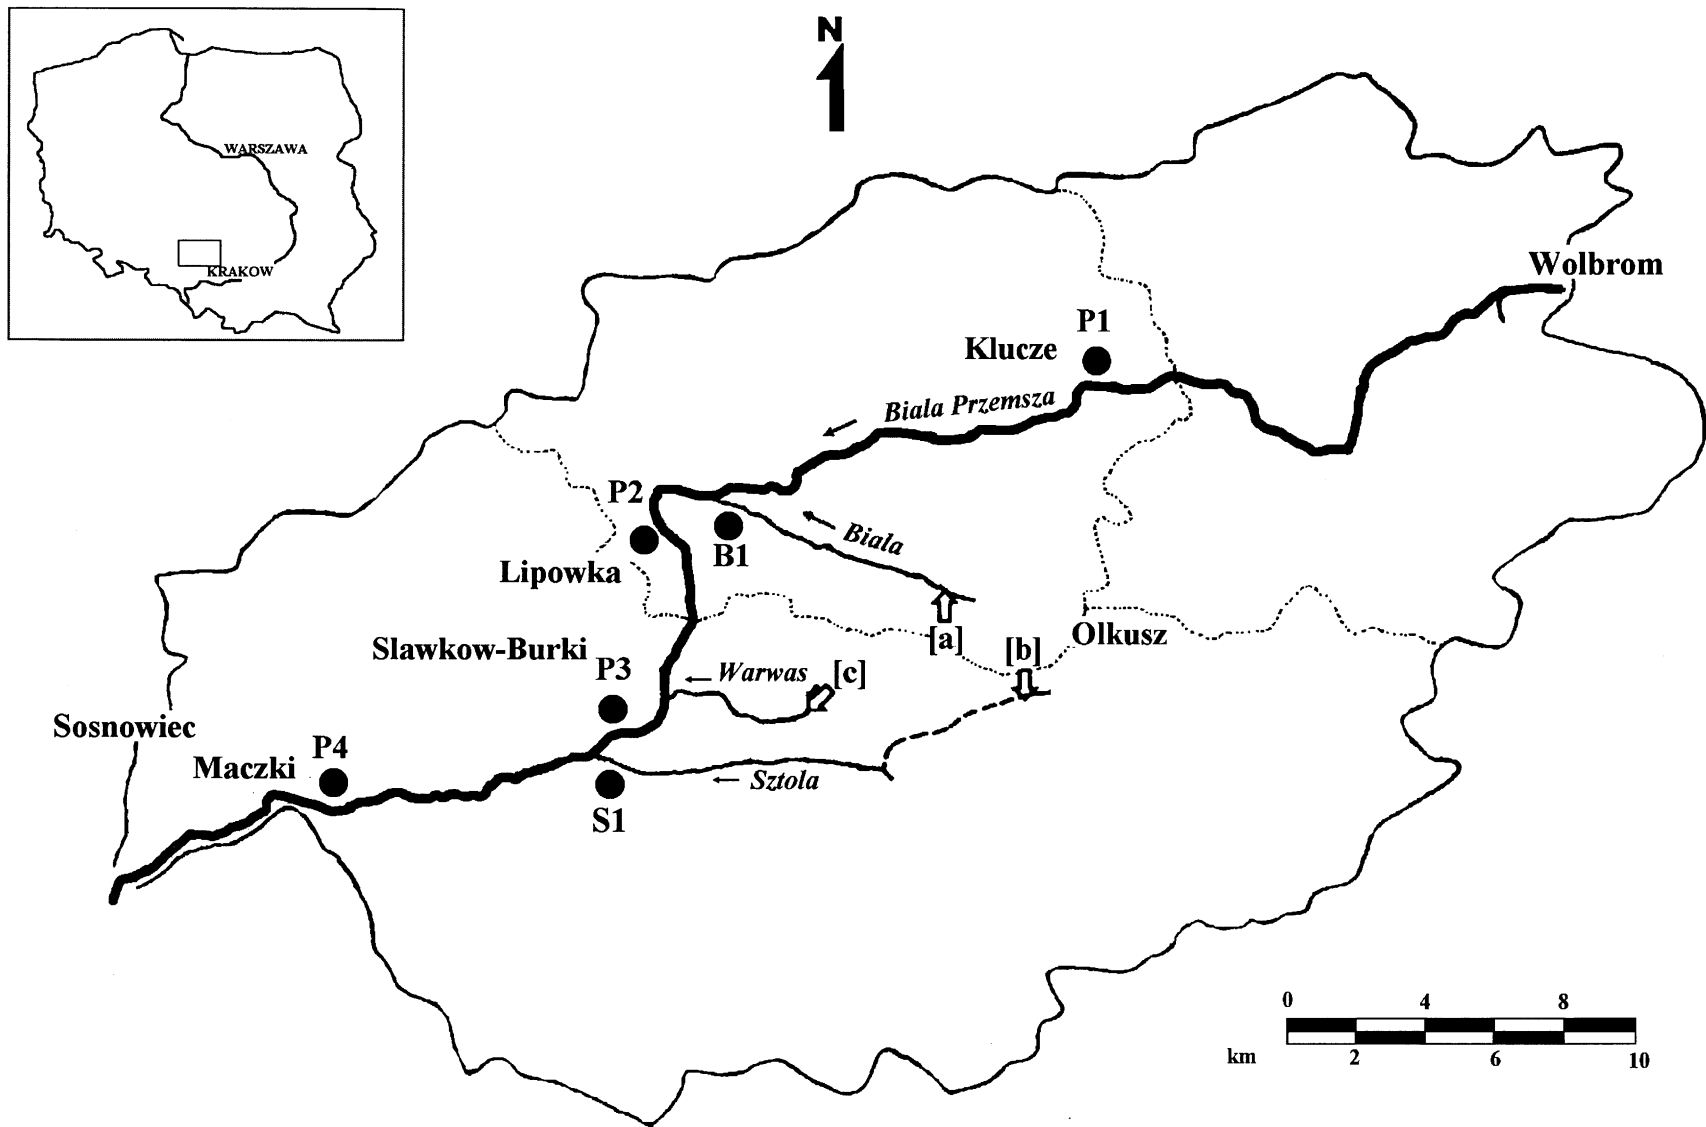 N
WARSZAWA
KRAKOW
Wolbrom
P1
Klucze
Biala Przemsza
P2
Biala
B1
Lipowka
[a]
Olkusz
Slawkow-Burki
[b]
P3
Warwas
[c]
Sosnowiec
P4
Maczki
Sztola
S1
0 4 8
km 2 6 10